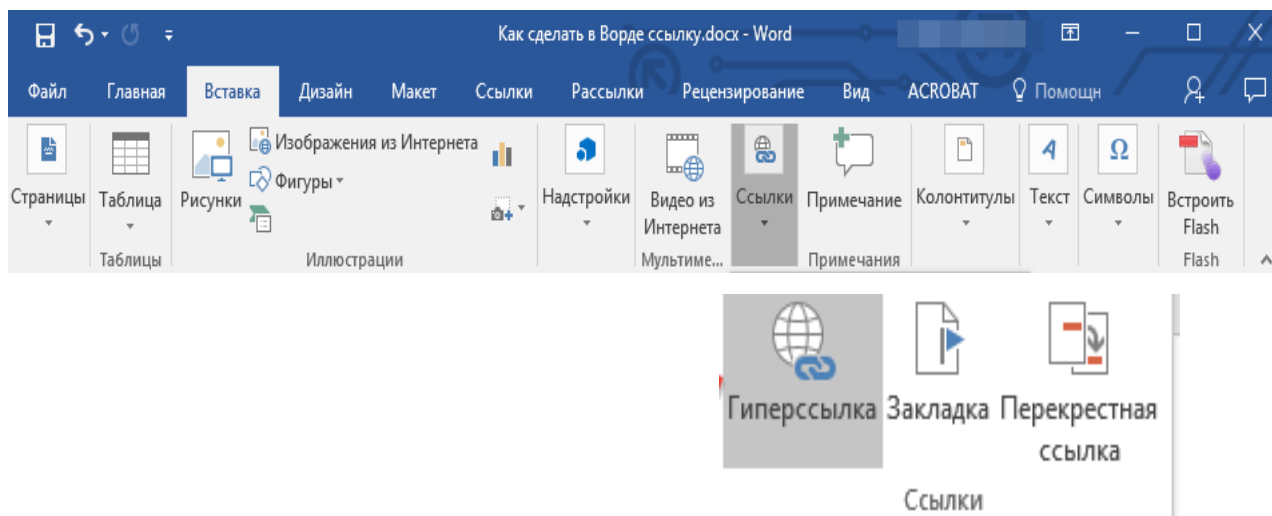 Как сделать в Ворде ссылку.docx - Word
Файл Главная Вставка Дизайн Макет Ссылки Рассылки Рецензирование Вид ACROBAT Помощн
Изображения из Интернета
Фигуры
Страницы Таблица Рисунки Надстройки Видео из Интернета Ссылки Примечание Колонтитулы Текст Символы Встроить Flash
Таблицы Иллюстрации Мультиме... Примечания Flash
Гиперссылка Закладка Перекрестная
ссылка
Ссылки